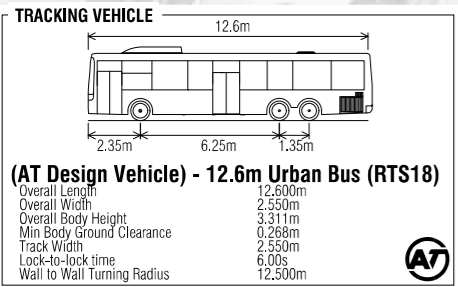 TRACKING VEHICLE
12.6m
2.35m 6.25m 1.35m
(AT Design Vehicle) - 12.6m Urban Bus (RTS18)
Overall Length 12.600m
Overall Width 2.550m
Overall Body Height 3.311m
Min Body Ground Clearance 0.268m
Track Width 2.550m
Lock-to-lock time 6.00s
Wall to Wall Turning Radius 12.500m
AT